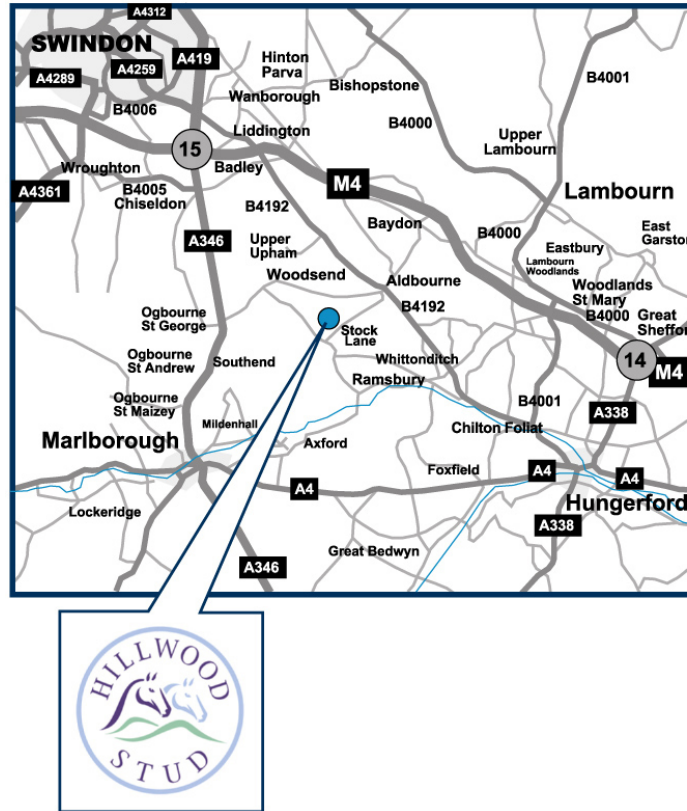 A4312
SWINDON
A419
A4259
A4289
B4006
Hinton
Parva
Wanborough
Bishopstone
B4001
B4000
Liddington
Upper
Lambourn
15
Wroughton
Badley
M4
A4361
B4005
Chiseldon
Lambourn
B4192
Baydon
A346
B4000
East
Garston
Upper
Upham
Eastbury
Lambourn
Woodlands
Woodsend
Aldbourne
Woodlands
St Mary
B4192
B4000
Great
Sheffor
Ogbourne
St George
Stock
Lane
14
M4
Ogbourne
St Andrew
Southend
Whittonditch
Ramsbury
Ogbourne
St Maizey
B4001
A338
Mildenhall
Chilton Foliat
Marlborough
Axford
Foxfield
A4
A4
A4
Hungerford
Lockeridge
A338
Great Bedwyn
A346
HILLWOOD
STUD